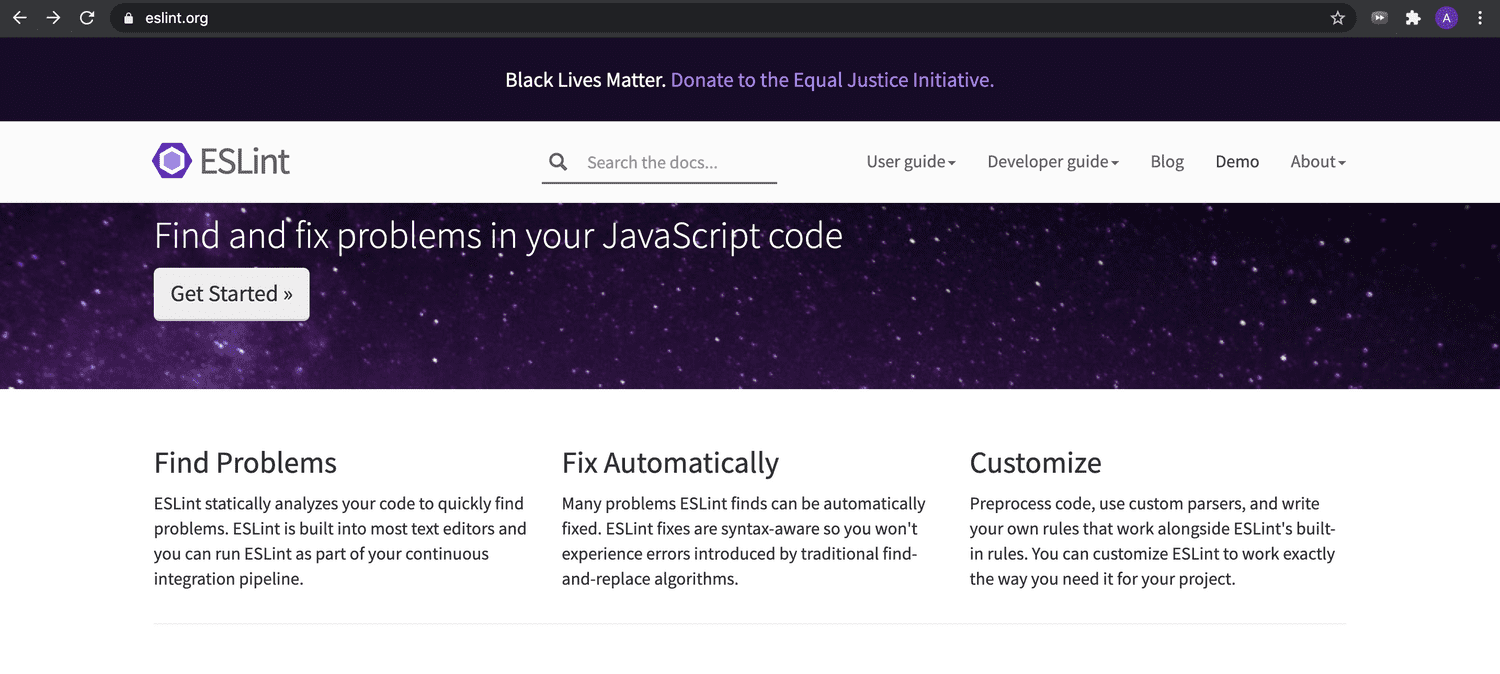 eslint.org
A
Black Lives Matter. Donate to the Equal Justice Initiative.
ESLint
Search the docs...
User guide
Developer guide
Blog
Demo
About
Find and fix problems in your JavaScript code
Get Started »
Find Problems
ESLint statically analyzes your code to quickly find
problems. ESLint is built into most text editors and
you can run ESLint as part of your continuous
integration pipeline.
Fix Automatically
Many problems ESLint finds can be automatically
fixed. ESLint fixes are syntax-aware so you won't
experience errors introduced by traditional find-
and-replace algorithms.
Customize
Preprocess code, use custom parsers, and write
your own rules that work alongside ESLint's built-
in rules. You can customize ESLint to work exactly
the way you need it for your project.